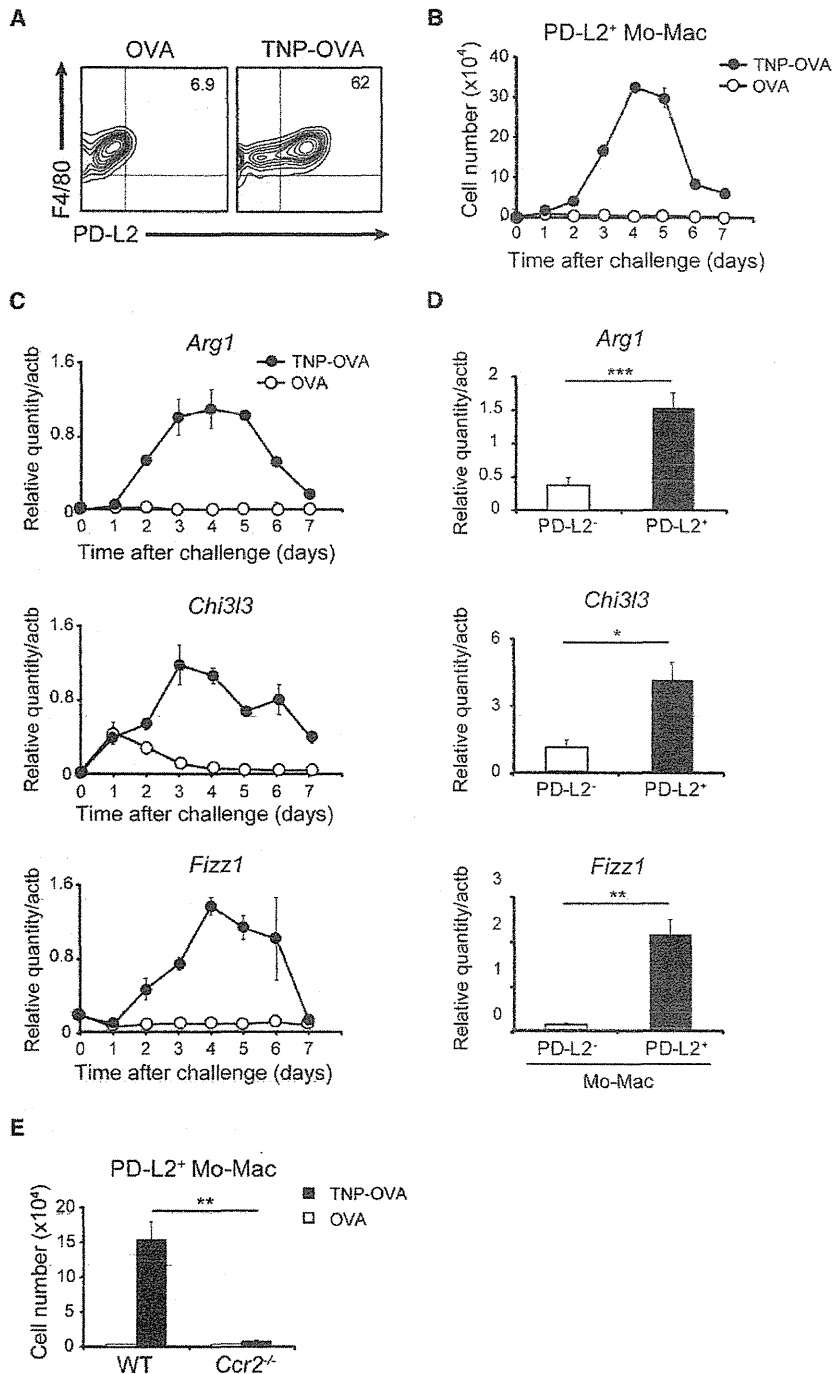 A
OVA
TNP-OVA
6.9
62
F4/80
PD-L2
B
PD-L2⁺ Mo-Mac
TNP-OVA
OVA
Cell number (x10⁴)
40
30
20
10
0
0 1 2 3 4 5 6 7
Time after challenge (days)
C
Arg1
TNP-OVA
OVA
Relative quantity/actb
1.6
0.8
0
0 1 2 3 4 5 6 7
Time after challenge (days)
Chi3l3
Relative quantity/actb
1.6
0.8
0
0 1 2 3 4 5 6 7
Time after challenge (days)
Fizz1
Relative quantity/actb
1.6
0.8
0
0 1 2 3 4 5 6 7
Time after challenge (days)
D
Arg1
***
Relative quantity/actb
2
1.5
1
0.5
0
PD-L2⁻ PD-L2⁺
Chi3l3
*
Relative quantity/actb
6
3
0
PD-L2⁻ PD-L2⁺
Fizz1
**
Relative quantity/actb
3
2
1
0
PD-L2⁻ PD-L2⁺
Mo-Mac
E
PD-L2⁺ Mo-Mac
TNP-OVA
OVA
**
Cell number (x10⁴)
20
15
10
5
0
WT Ccr2⁻/⁻